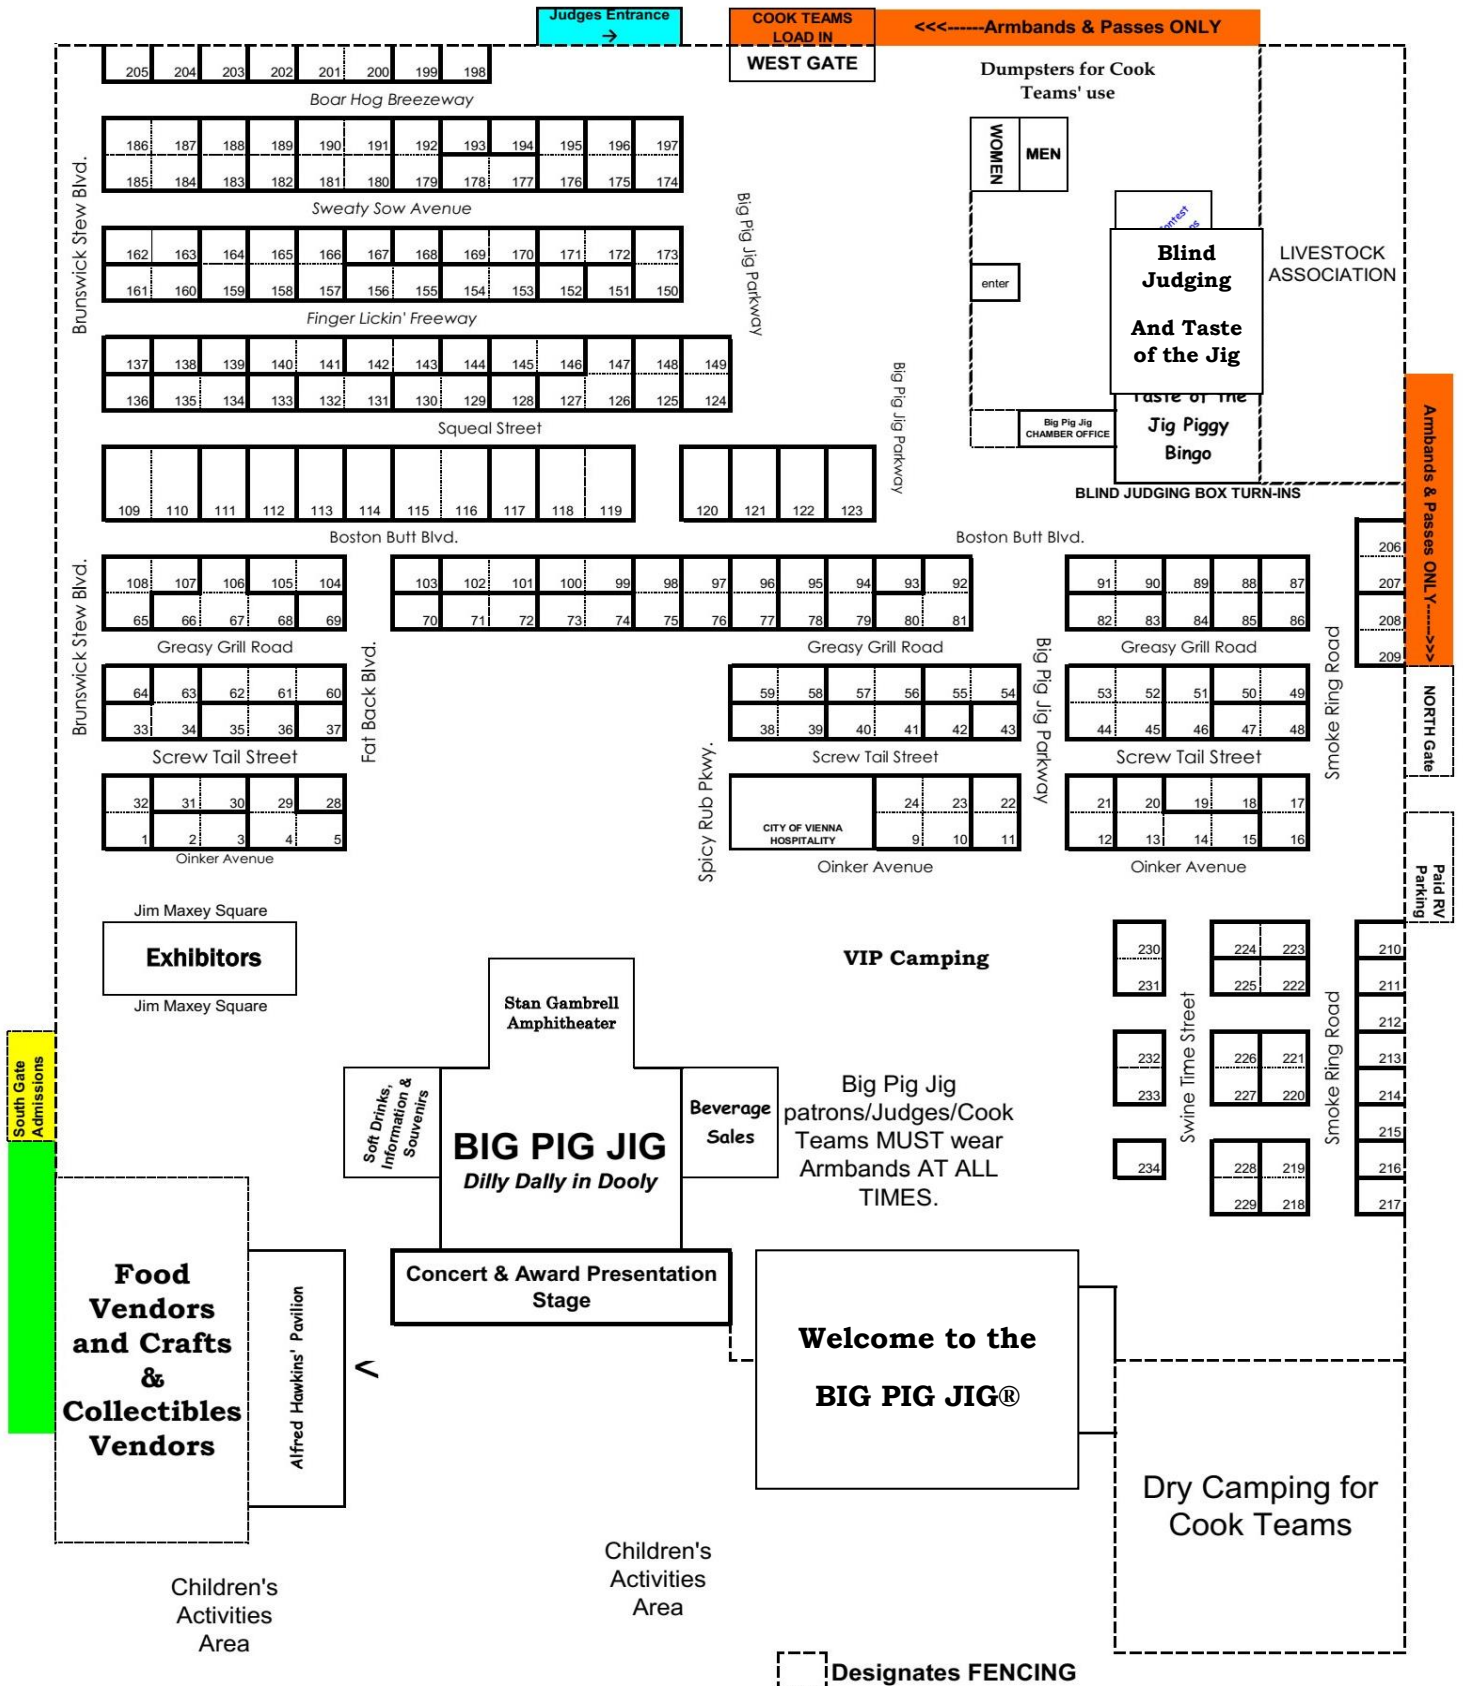 Judges Entrance
→
COOK TEAMS
LOAD IN
<<<------Armbands & Passes ONLY
WEST GATE
Dumpsters for Cook
Teams' use
205 204 203 202 201 200 199 198
Boar Hog Breezeway
186 187 188 189 190 191 192 193 194 195 196 197
185 184 183 182 181 180 179 178 177 176 175 174
WOMEN
MEN
Brunswick Stew Blvd.
Sweaty Sow Avenue
Big Pig Jig Parkway
162 163 164 165 166 167 168 169 170 171 172 173
161 160 159 158 157 156 155 154 153 152 151 150
enter
Blind
Judging
And Taste
of the Jig
LIVESTOCK
ASSOCIATION
Finger Lickin' Freeway
137 138 139 140 141 142 143 144 145 146 147 148 149
136 135 134 133 132 131 130 129 128 127 126 125 124
Big Pig Jig Parkway
Squeal Street
Big Pig Jig
CHAMBER OFFICE
Taste of the
Jig Piggy
Bingo
Armbands & Passes ONLY------>>>
109 110 111 112 113 114 115 116 117 118 119 120 121 122 123
BLIND JUDGING BOX TURN-INS
Boston Butt Blvd.
Boston Butt Blvd.
206
207
208
209
Brunswick Stew Blvd.
108 107 106 105 104 103 102 101 100 99 98 97 96 95 94 93 92 91 90 89 88 87
65 66 67 68 69 70 71 72 73 74 75 76 77 78 79 80 81 82 83 84 85 86
Greasy Grill Road
Greasy Grill Road
Greasy Grill Road
Fat Back Blvd.
Big Pig Jig Parkway
Smoke Ring Road
NORTH Gate
64 63 62 61 60 59 58 57 56 55 54 53 52 51 50 49
33 34 35 36 37 38 39 40 41 42 43 44 45 46 47 48
Screw Tail Street
Screw Tail Street
Screw Tail Street
Spicy Rub Pkwy.
32 31 30 29 28 24 23 22 21 20 19 18 17
CITY OF VIENNA
HOSPITALITY
1 2 3 4 5 9 10 11 12 13 14 15 16
Oinker Avenue
Oinker Avenue
Oinker Avenue
Paid RV
Parking
Jim Maxey Square
Exhibitors
Jim Maxey Square
VIP Camping
230 224 223 210
231 225 222 211
212
232 226 221 213
233 227 220 214
215
234 228 219 216
229 218 217
Swine Time Street
Smoke Ring Road
Stan Gambrell
Amphitheater
South Gate
Admissions
Soft Drinks,
Information &
Souvenirs
BIG PIG JIG
Dilly Dally in Dooly
Beverage
Sales
Big Pig Jig
patrons/Judges/Cook
Teams MUST wear
Armbands AT ALL
TIMES.
Food
Vendors
and Crafts
&
Collectibles
Vendors
Alfred Hawkins' Pavilion
<
Concert & Award Presentation
Stage
Welcome to the
BIG PIG JIG®
Dry Camping for
Cook Teams
Children's
Activities
Area
Children's
Activities
Area
Designates FENCING